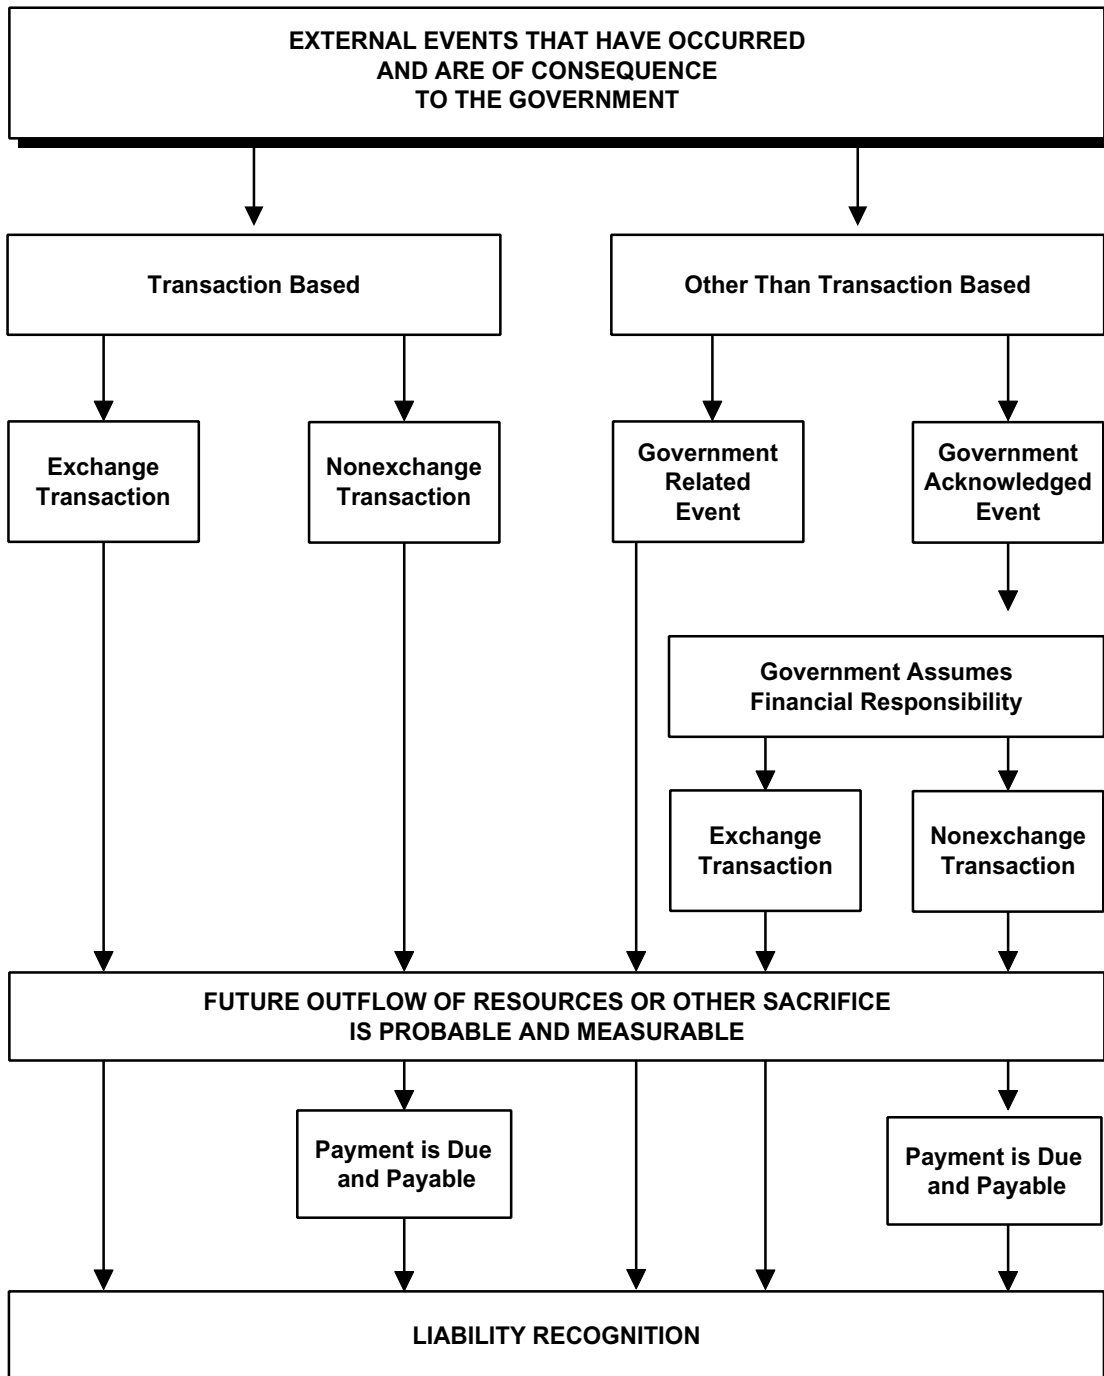 EXTERNAL EVENTS THAT HAVE OCCURRED
AND ARE OF CONSEQUENCE
TO THE GOVERNMENT
Transaction Based
Other Than Transaction Based
Exchange
Transaction
Nonexchange
Transaction
Government
Related
Event
Government
Acknowledged
Event
Government Assumes
Financial Responsibility
Exchange
Transaction
Nonexchange
Transaction
FUTURE OUTFLOW OF RESOURCES OR OTHER SACRIFICE
IS PROBABLE AND MEASURABLE
Payment is Due
and Payable
Payment is Due
and Payable
LIABILITY RECOGNITION